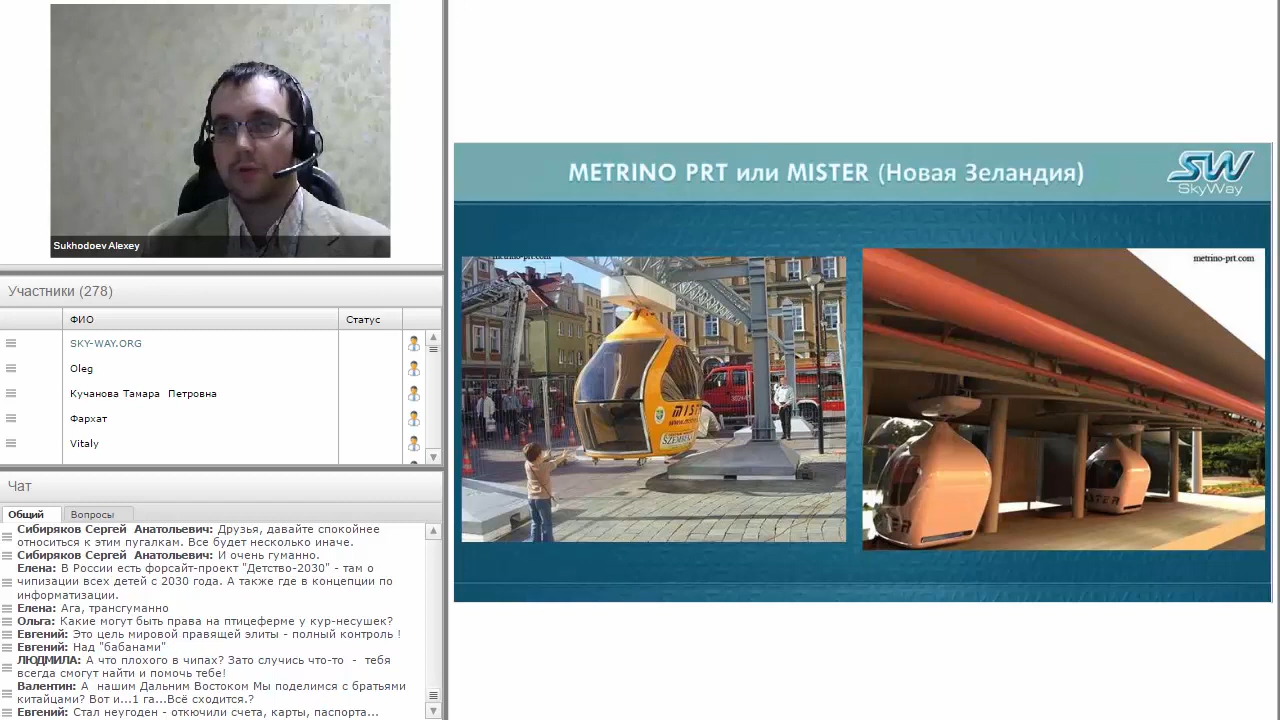 Sukhodoev Alexey
Участники (278)
ФИО
Статус
SKY-WAY.ORG
Oleg
Кучанова Тамара Петровна
Фархат
Vitaly
Чат
Общий
Вопросы
Сибиряков Сергей Анатольевич: Друзья, давайте спокойнее
относиться к этим пугалкам. Все будет несколько иначе.
Сибиряков Сергей Анатольевич: И очень гуманно.
Елена: В России есть форсайт-проект "Детство-2030" - там о
чипизации всех детей с 2030 года. А также где в концепции по
информатизации.
Елена: Ага, трансгуманно
Ольга: Какие могут быть права на птицеферме у кур-несушек?
Евгений: Это цель мировой правящей элиты - полный контроль !
Евгений: Над "бабанами"
ЛЮДМИЛА: А что плохого в чипах? Зато случись что-то - тебя
всегда смогут найти и помочь тебе!
Валентин: А нашим Дальним Востоком Мы поделимся с братьями
китайцами? Вот и...1 га...Всё сходится.?
Евгений: Стал неугоден - откючили счета, карты, паспорта...
METRINO PRT или MISTER (Новая Зеландия)
SW
SkyWay
metrino-prt.com
MISTER
metrino-prt.com